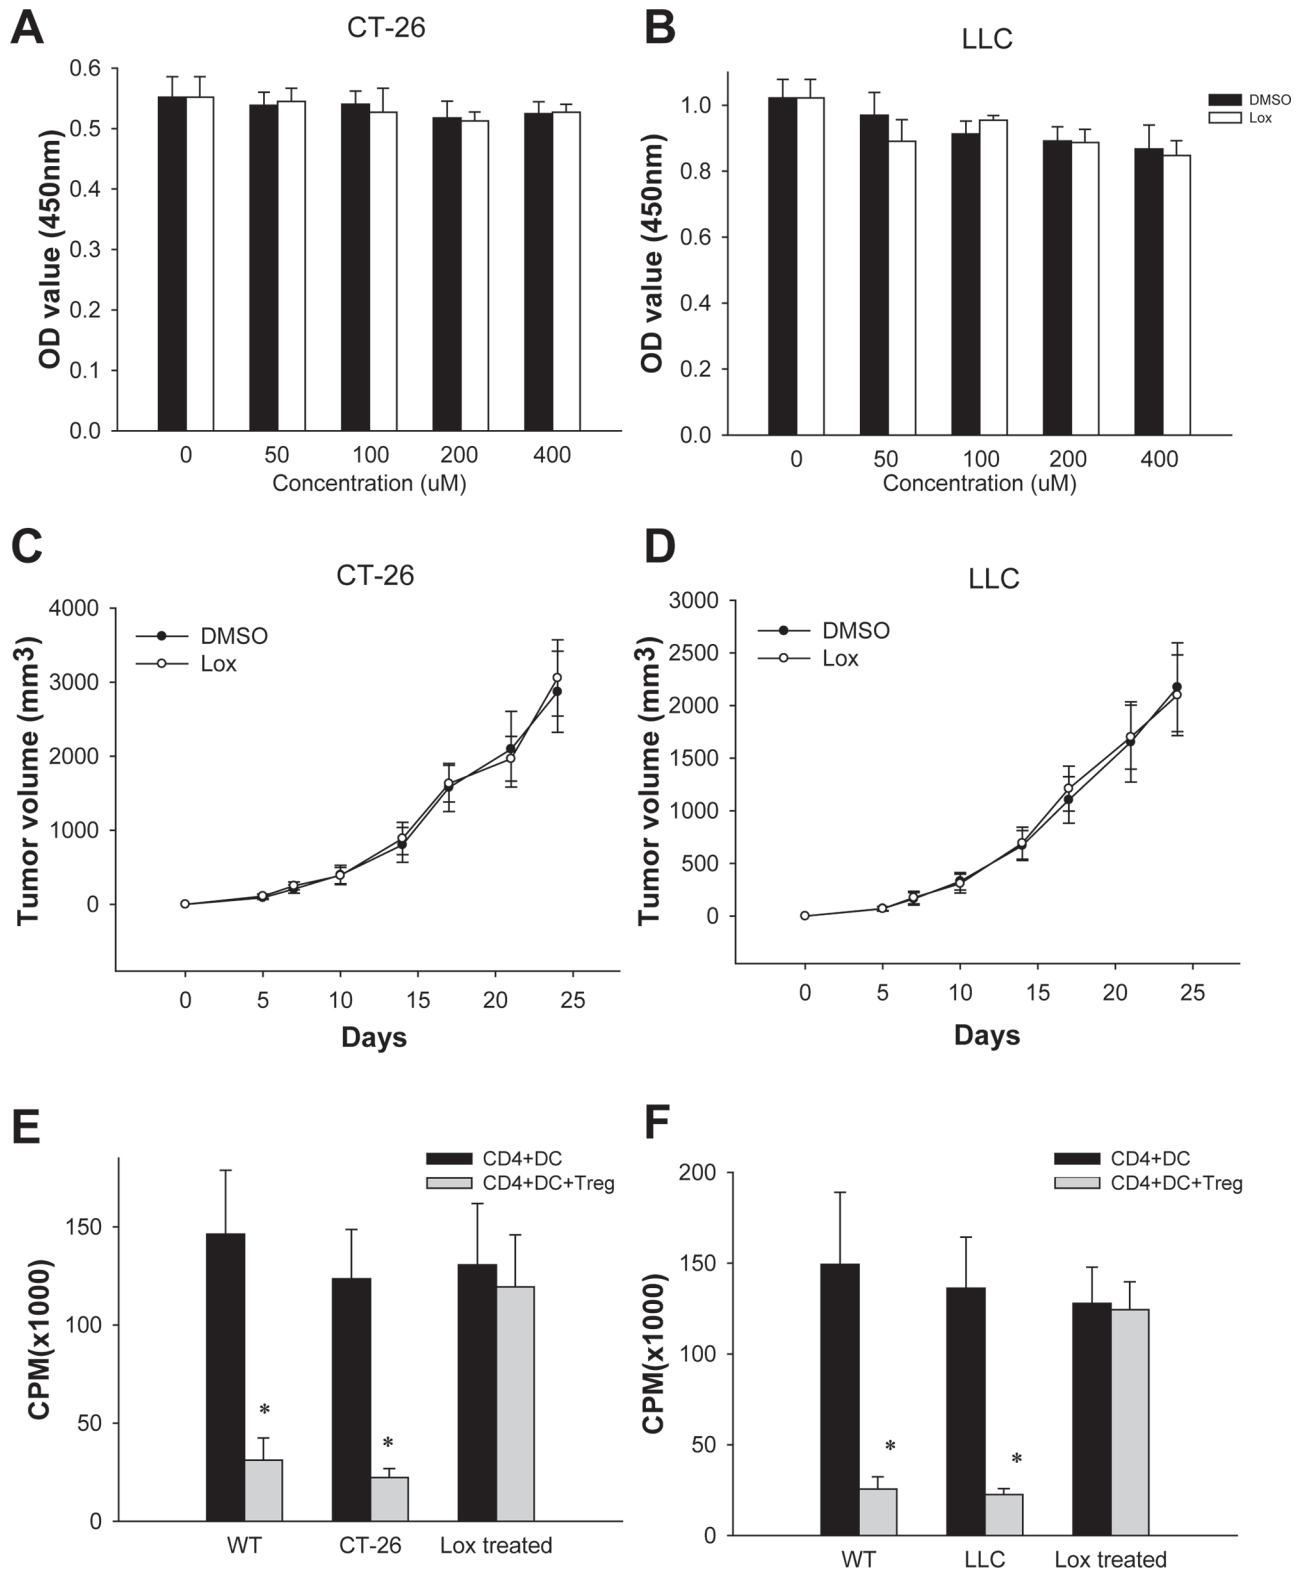 A
CT-26
OD value (450nm)
0.6
0.5
0.4
0.3
0.2
0.1
0.0
0 50 100 200 400
Concentration (uM)
B
LLC
DMSO
Lox
OD value (450nm)
1.0
0.8
0.6
0.4
0.2
0.0
0 50 100 200 400
Concentration (uM)
C
CT-26
DMSO
Lox
Tumor volume (mm3)
4000
3000
2000
1000
0
0 5 10 15 20 25
Days
D
LLC
DMSO
Lox
Tumor volume (mm3)
3000
2500
2000
1500
1000
500
0
0 5 10 15 20 25
Days
E
CD4+DC
CD4+DC+Treg
CPM(x1000)
150
100
50
0
*
*
WT CT-26 Lox treated
F
CD4+DC
CD4+DC+Treg
CPM(x1000)
200
150
100
50
0
*
*
WT LLC Lox treated